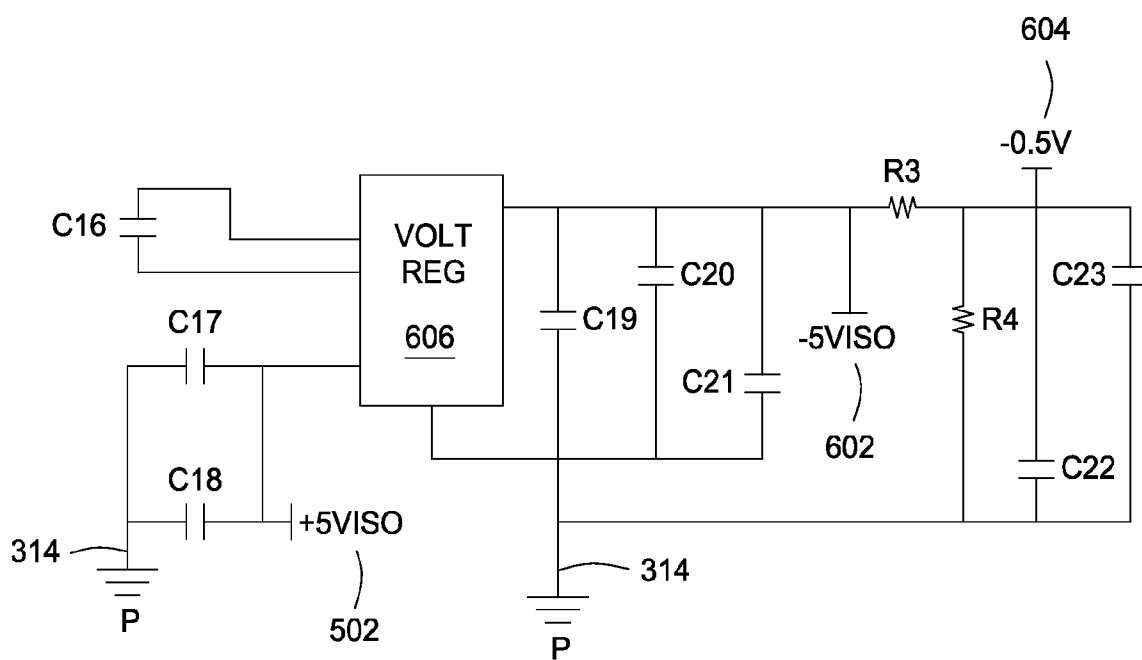 604
-0.5V
R3
C16
VOLT
REG
606
C20
C23
C17
C19
R4
-5VISO
C21
602
C22
C18
+5VISO
314
P
502
314
P